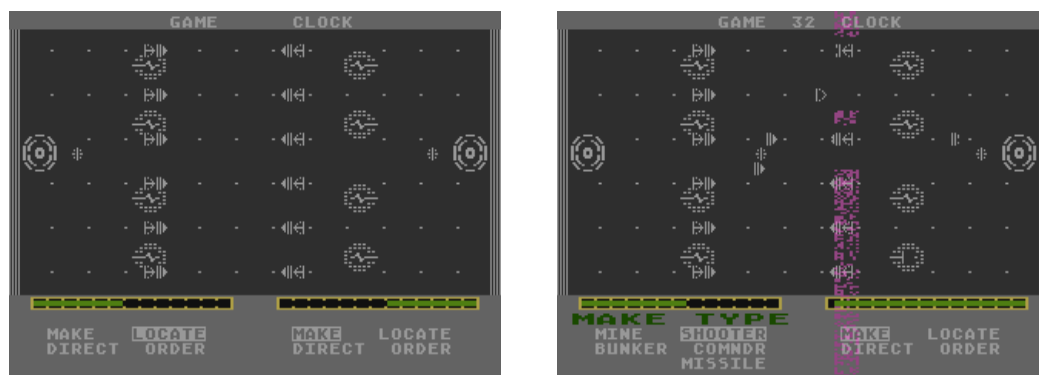 GAME CLOCK
MAKE LOCATE MAKE LOCATE
DIRECT ORDER DIRECT ORDER
GAME 32 CLOCK
MAKE TYPE
MINE SHOOTER MAKE LOCATE
BUNKER COMNDR DIRECT ORDER
MISSILE